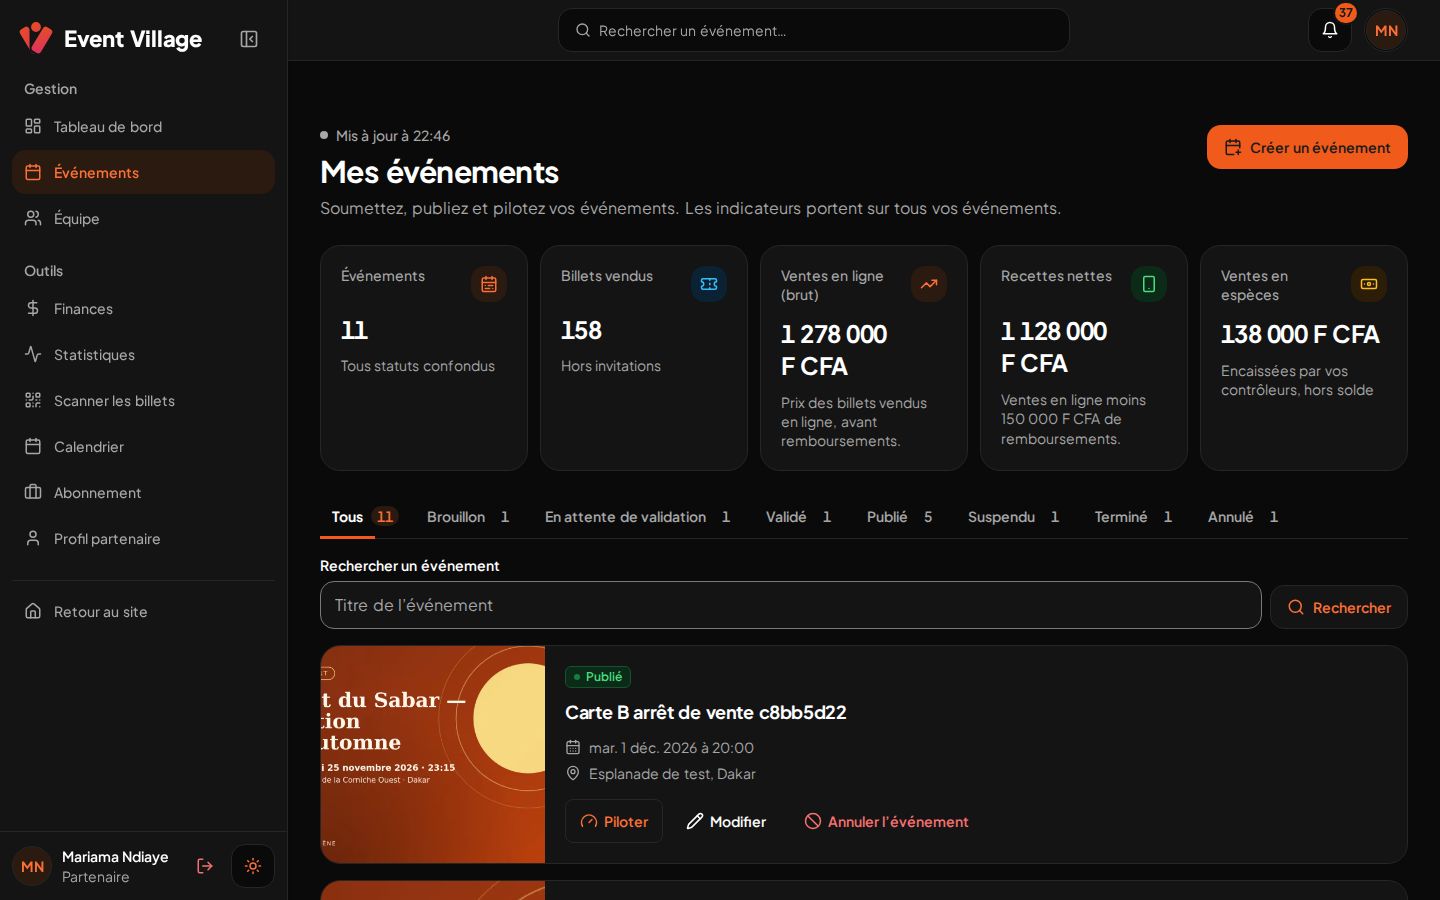 Event Village
Rechercher un événement...
37
MN
Gestion
Tableau de bord
Événements
Équipe
Outils
Finances
Statistiques
Scanner les billets
Calendrier
Abonnement
Profil partenaire
Retour au site
MN
Mariama Ndiaye
Partenaire
Mis à jour à 22:46
Mes événements
Soumettez, publiez et pilotez vos événements. Les indicateurs portent sur tous vos événements.
Créer un événement
Événements
11
Tous statuts confondus
Billets vendus
158
Hors invitations
Ventes en ligne
(brut)
1 278 000
F CFA
Prix des billets vendus
en ligne, avant
remboursements.
Recettes nettes
1 128 000
F CFA
Ventes en ligne moins
150 000 F CFA de
remboursements.
Ventes en
espèces
138 000 F CFA
Encaissées par vos
contrôleurs, hors solde
Tous 11 Brouillon 1 En attente de validation 1 Validé 1 Publié 5 Suspendu 1 Terminé 1 Annulé 1
Rechercher un événement
Titre de l'événement
Rechercher
t du Sabar —
tion
utomne
i 25 novembre 2026 · 23:15
de la Corniche Ouest · Dakar
ÈNE
Publié
Carte B arrêt de vente c8bb5d22
mar. 1 déc. 2026 à 20:00
Esplanade de test, Dakar
Piloter
Modifier
Annuler l'événement